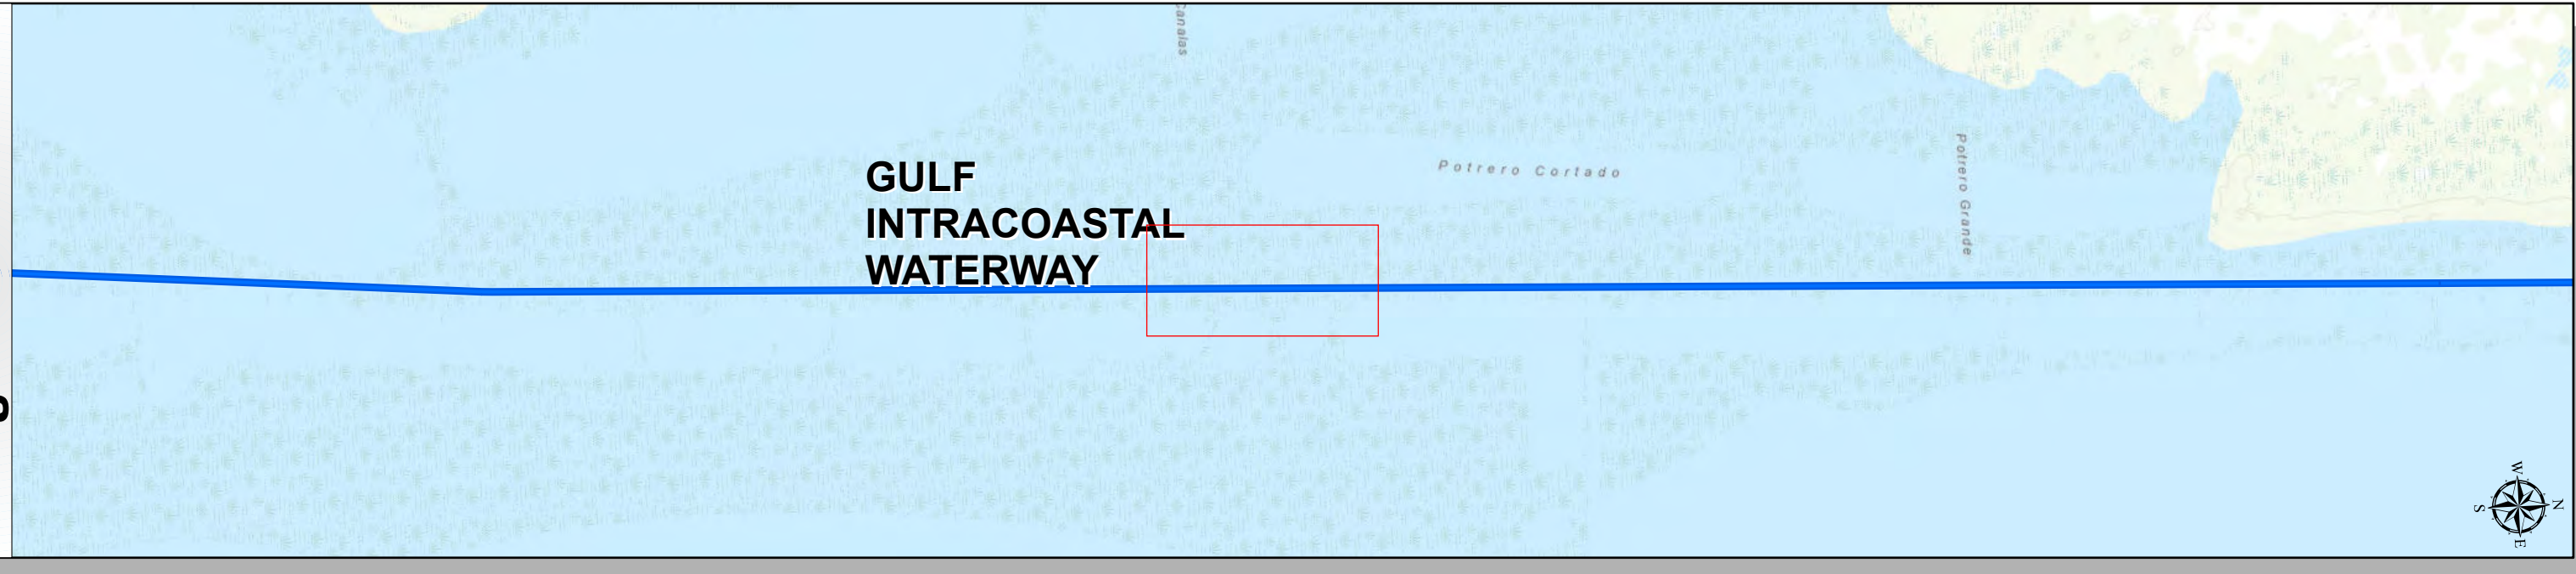 GULF
INTRACOASTAL
WATERWAY
Potrero Cortado
Potrero Grande
W
N
S
E